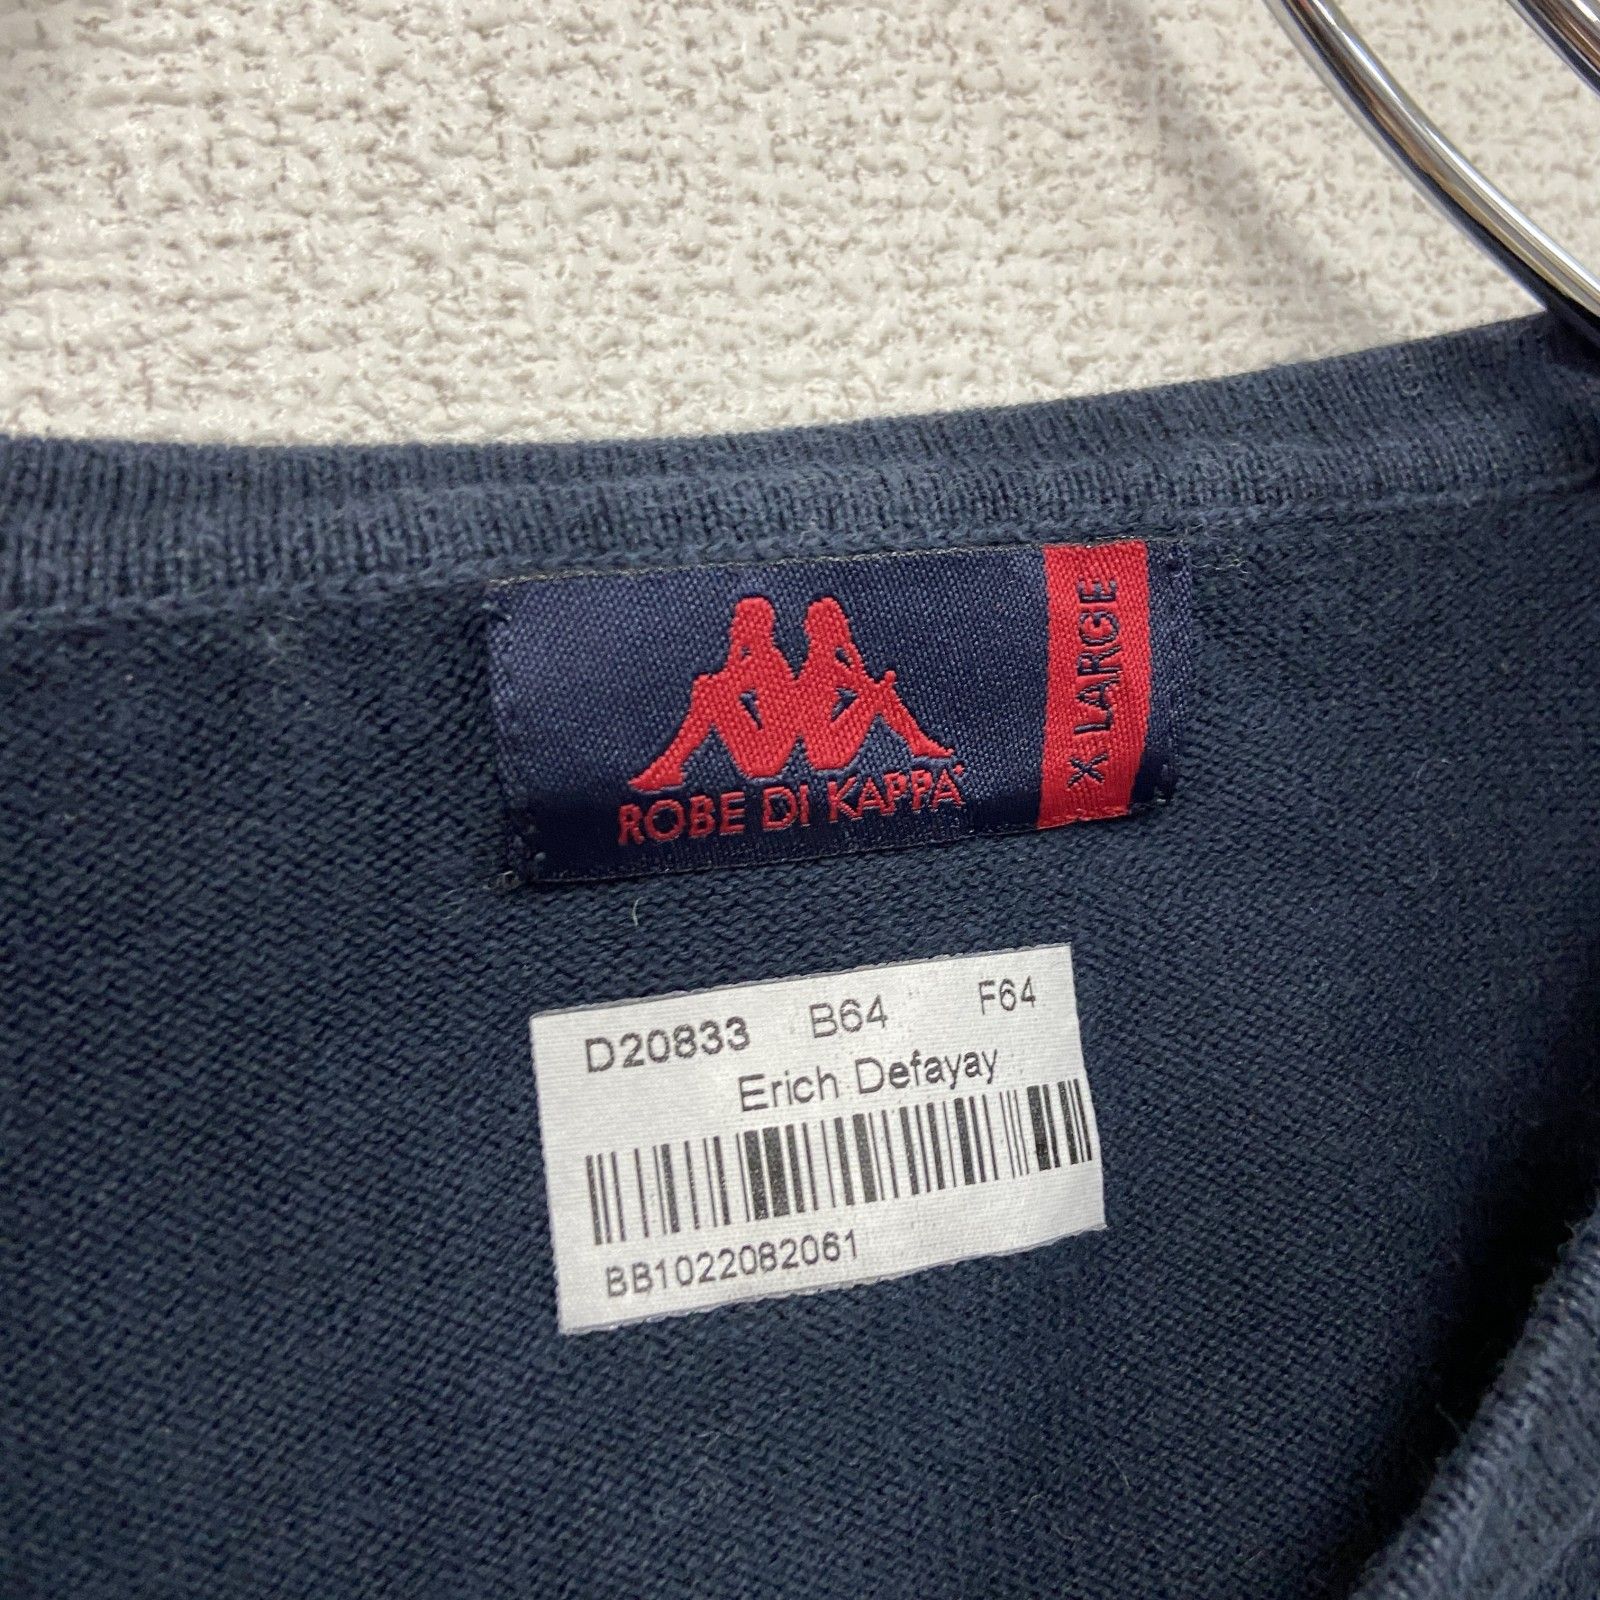 ROBE DI KAPPA
X LARGE
D20833 B64 F64
Erich Defayay
BB1022082061